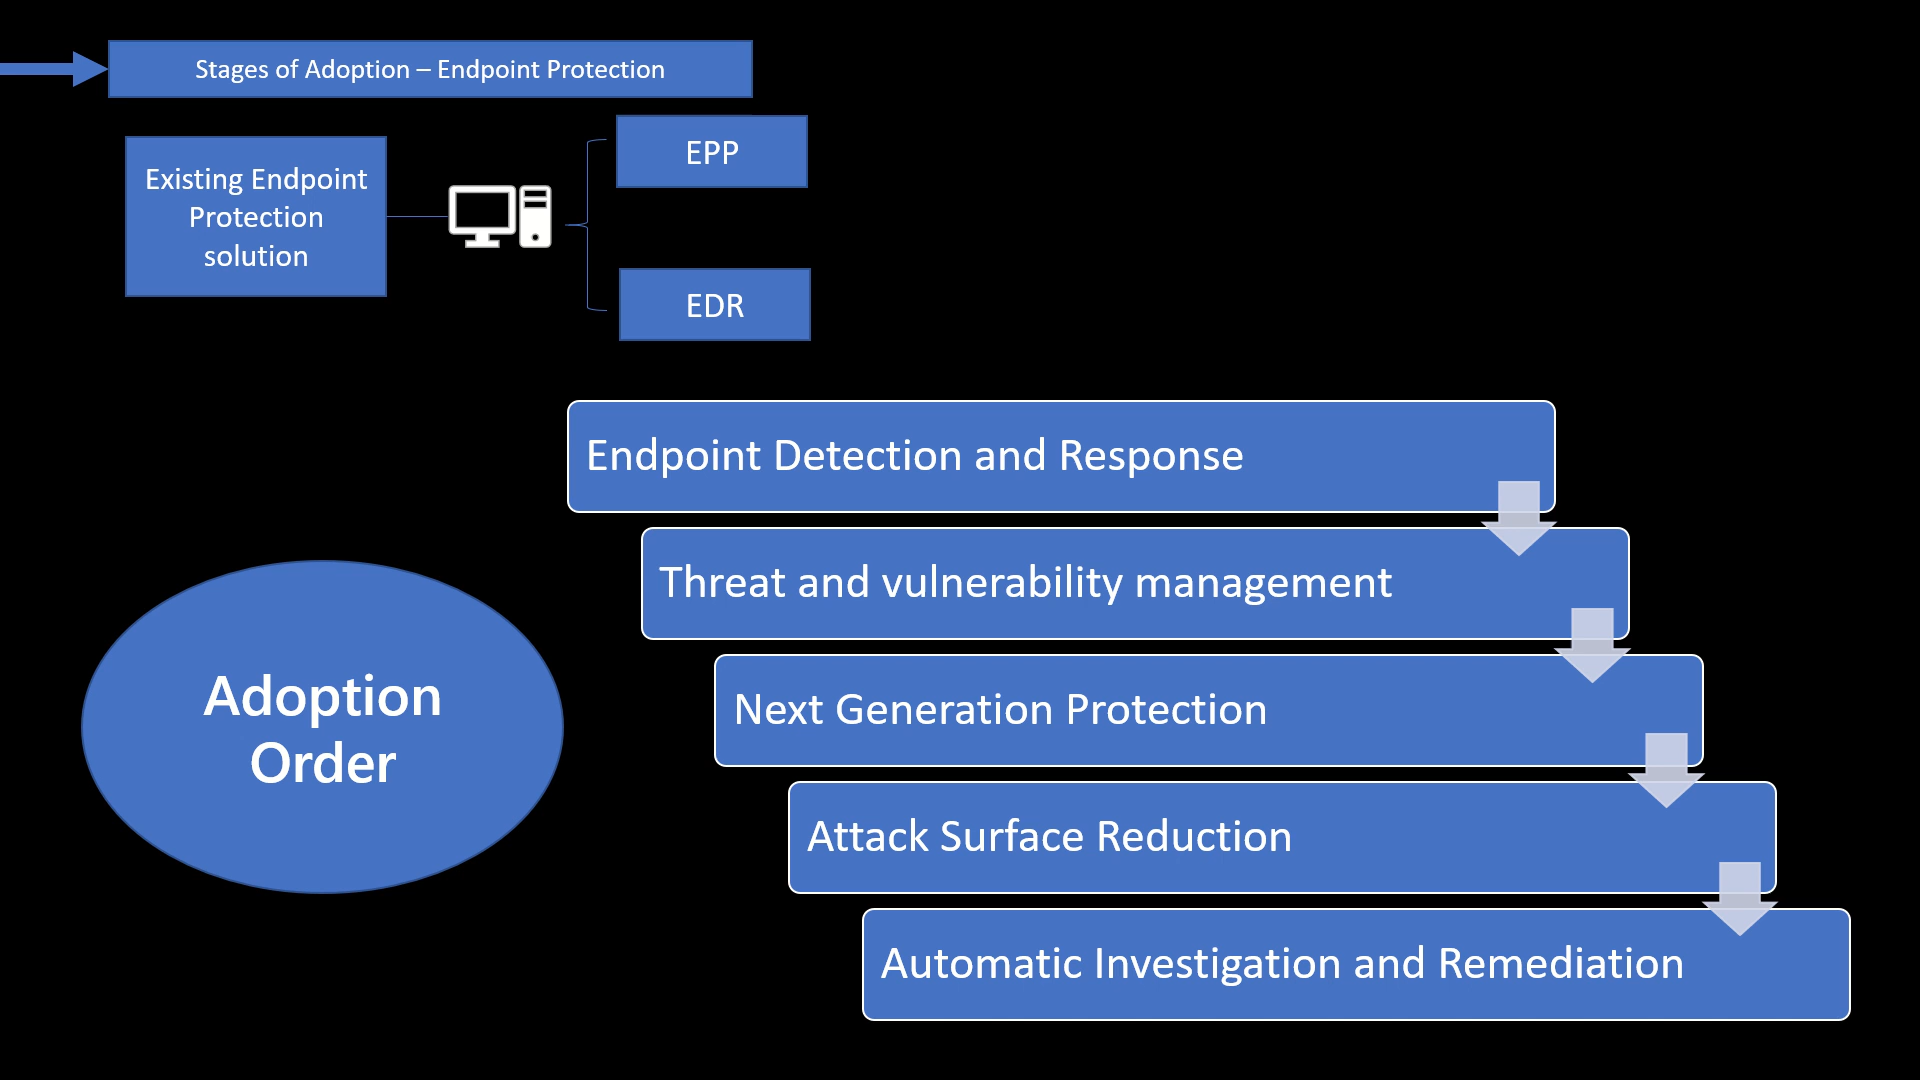 Stages of Adoption – Endpoint Protection
Existing Endpoint
Protection
solution
EPP
EDR
Endpoint Detection and Response
Threat and vulnerability management
Next Generation Protection
Attack Surface Reduction
Automatic Investigation and Remediation
Adoption
Order